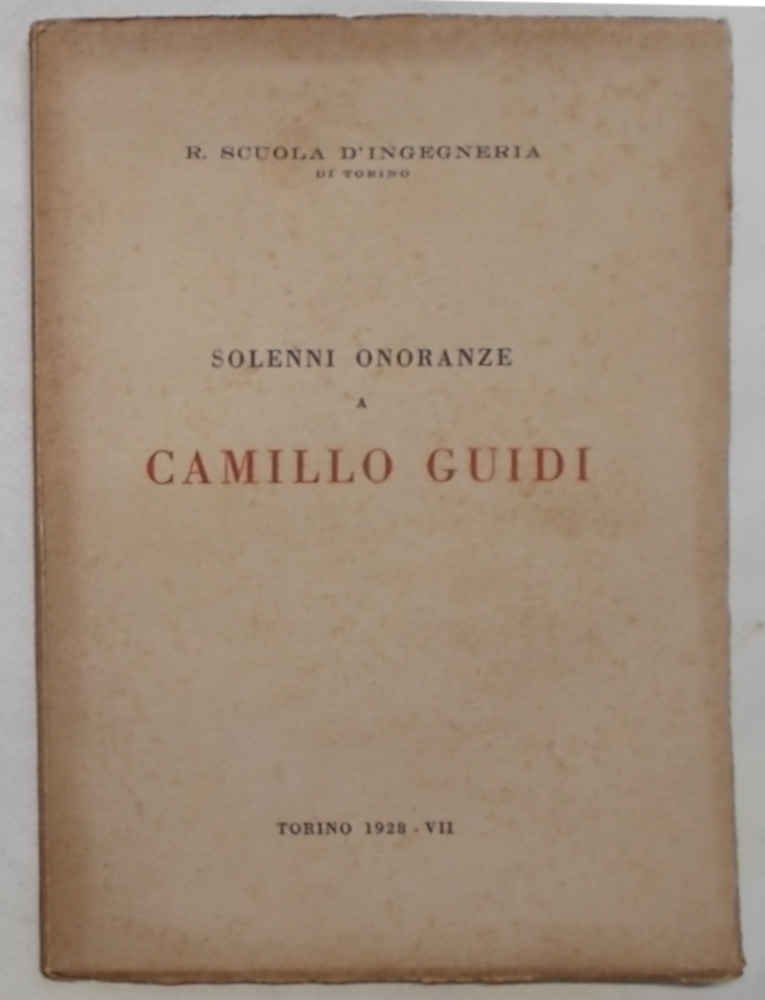 R. SCUOLA D'INGEGNERIA
DI TORINO
SOLENNI ONORANZE
A
CAMILLO GUIDI
TORINO 1928 - VII